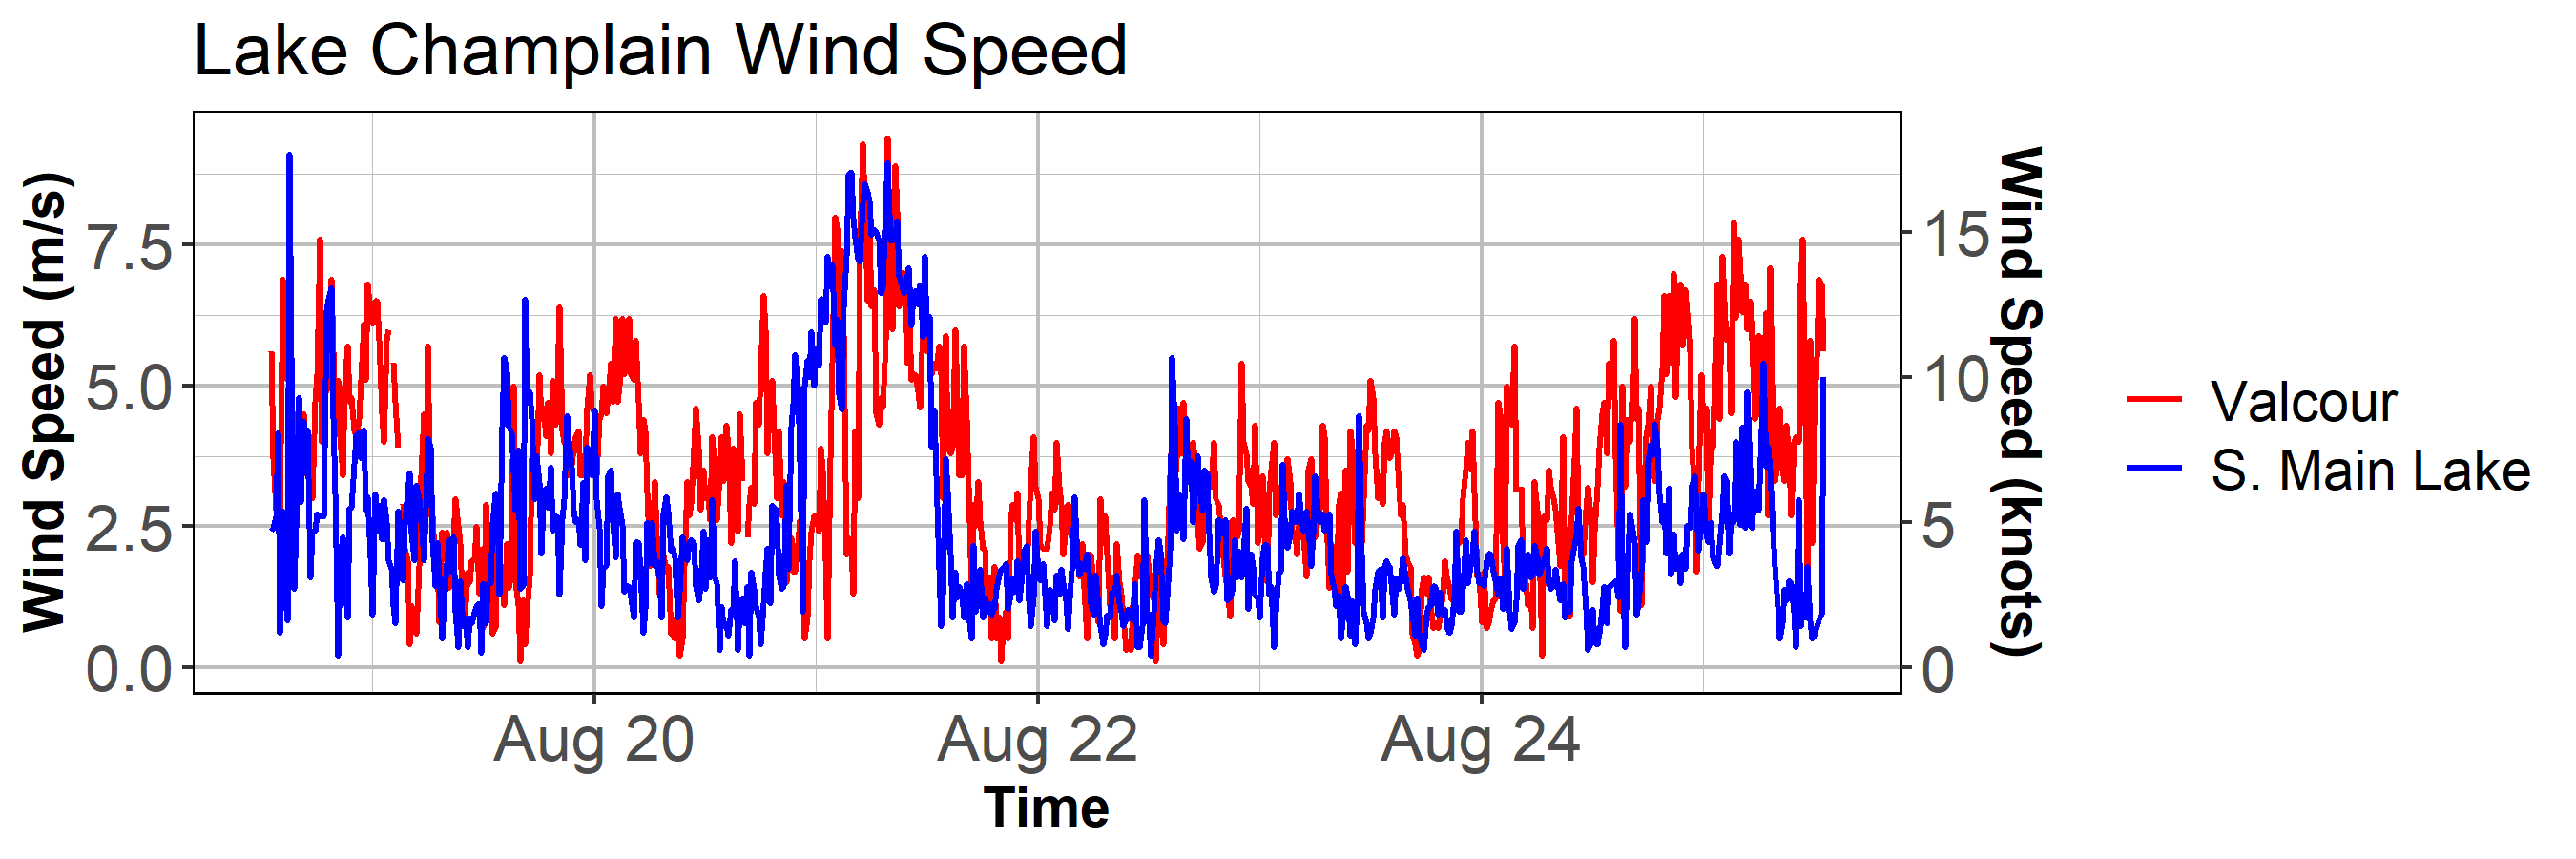 Lake Champlain Wind Speed
Wind Speed (m/s)
7.5
5.0
2.5
0.0
Aug 20
Aug 22
Aug 24
Time
15
10
5
0
Wind Speed (knots)
Valcour
S. Main Lake